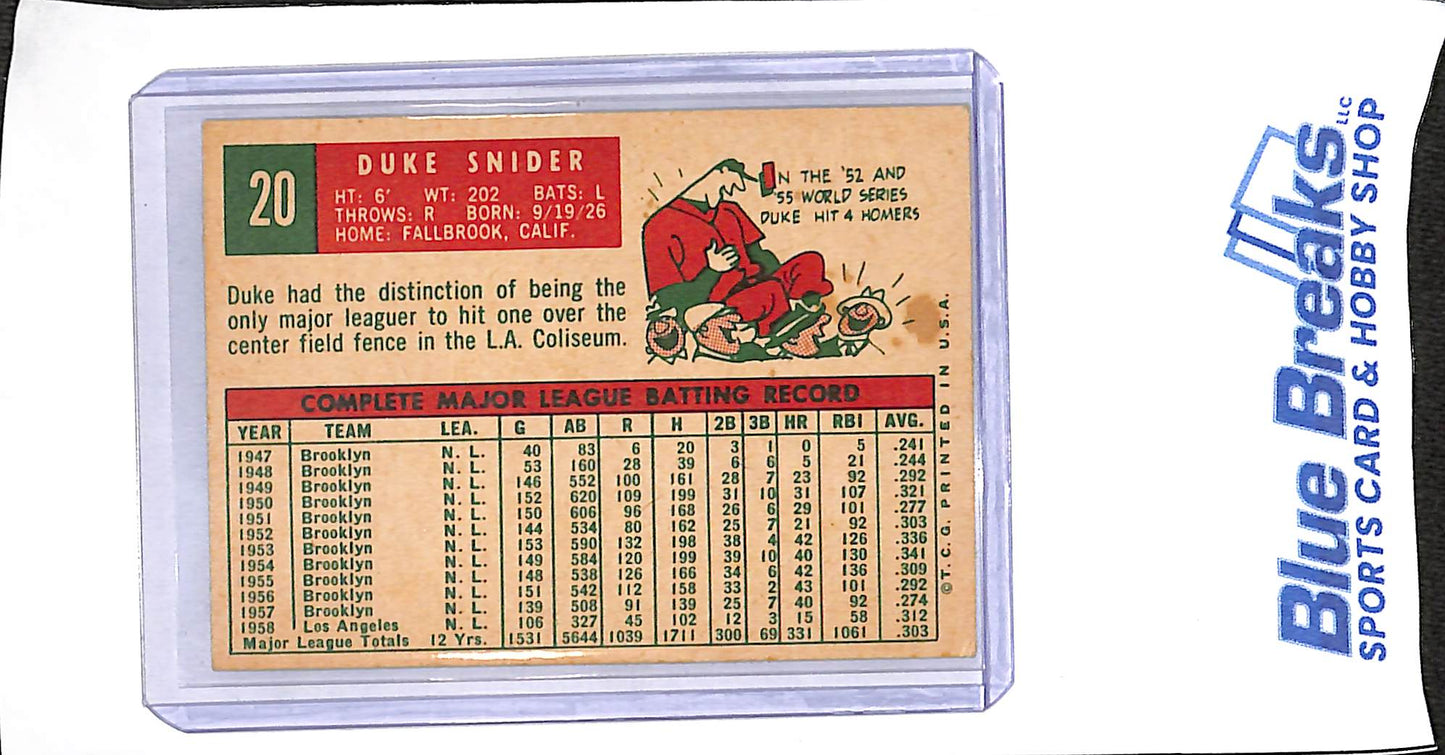 20
DUKE SNIDER
HT: 6' WT: 202 BATS: L
THROWS: R BORN: 9/19/26
HOME: FALLBROOK, CALIF.
IN THE '52 AND
'55 WORLD SERIES
DUKE HIT 4 HOMERS
Duke had the distinction of being the
only major leaguer to hit one over the
center field fence in the L.A. Coliseum.
COMPLETE MAJOR LEAGUE BATTING RECORD
YEAR TEAM LEA. G AB R H 2B 3B HR RBI AVG.
1947 Brooklyn N. L. 40 83 6 20 3 1 0 5 .241
1948 Brooklyn N. L. 53 160 28 39 6 6 5 21 .244
1949 Brooklyn N. L. 146 552 100 161 28 7 23 92 .292
1950 Brooklyn N. L. 152 620 109 199 31 10 31 107 .321
1951 Brooklyn N. L. 150 606 96 168 26 6 29 101 .277
1952 Brooklyn N. L. 144 534 80 162 25 7 21 92 .303
1953 Brooklyn N. L. 153 590 132 198 38 4 42 126 .336
1954 Brooklyn N. L. 149 584 120 199 39 10 40 130 .341
1955 Brooklyn N. L. 148 538 126 166 34 6 42 136 .309
1956 Brooklyn N. L. 151 542 112 158 33 2 43 101 .292
1957 Brooklyn N. L. 139 508 91 139 25 7 40 92 .274
1958 Los Angeles N. L. 106 327 45 102 12 3 15 58 .312
Major League Totals 12 Yrs. 1531 5644 1039 1711 300 69 331 1061 .303
©T. C. G. PRINTED IN U.S.A.
Blue Breaks LLC
SPORTS CARD & HOBBY SHOP